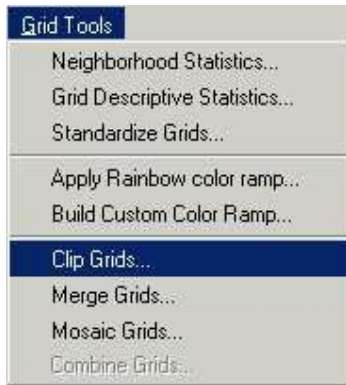 Grid Tools
Neighborhood Statistics...
Grid Descriptive Statistics...
Standardize Grids...
Apply Rainbow color ramp...
Build Custom Color Ramp...
Clip Grids...
Merge Grids...
Mosaic Grids...
Combine Grids...